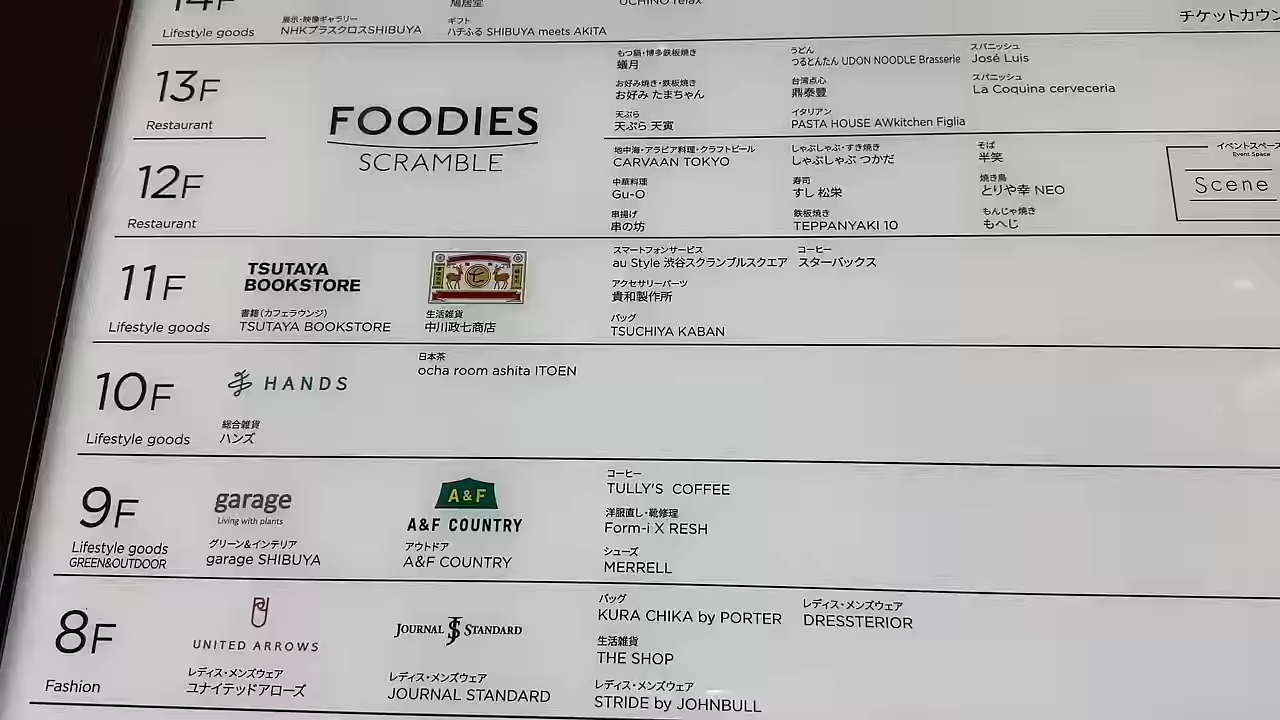 14F
Lifestyle goods
展示・映像ギャラリー
NHKプラスクロスSHIBUYA
鳩居堂
ギフト
ハチふる SHIBUYA meets AKITA
UCHINO relax
チケットカウン
13F
Restaurant
FOODIES
SCRAMBLE
もつ鍋・博多鉄板焼き
蟻月
お好み焼き・鉄板焼き
お好み たまちゃん
天ぷら
天ぷら 天寅
うどん
つるとんたん UDON NOODLE Brasserie
台湾点心
鼎泰豐
イタリアン
PASTA HOUSE AWkitchen Figlia
スパニッシュ
José Luis
スパニッシュ
La Coquina cerveceria
12F
Restaurant
地中海・アラビア料理・クラフトビール
CARVAAN TOKYO
中華料理
Gu-O
串揚げ
串の坊
しゃぶしゃぶ・すき焼き
しゃぶしゃぶ つかだ
寿司
すし 松栄
鉄板焼き
TEPPANYAKI 10
そば
半笑
焼き鳥
とりや幸 NEO
もんじゃ焼き
もへじ
イベントスペース
Event Space
Scene
11F
Lifestyle goods
TSUTAYA
BOOKSTORE
書籍(カフェラウンジ)
TSUTAYA BOOKSTORE
生活雑貨
中川政七商店
スマートフォンサービス
au Style 渋谷スクランブルスクエア
アクセサリーパーツ
貴和製作所
バッグ
TSUCHIYA KABAN
コーヒー
スターバックス
10F
Lifestyle goods
HANDS
総合雑貨
ハンズ
日本茶
ocha room ashita ITOEN
9F
Lifestyle goods
GREEN&OUTDOOR
garage
Living with plants
グリーン&インテリア
garage SHIBUYA
A&F
A&F COUNTRY
アウトドア
A&F COUNTRY
コーヒー
TULLY'S COFFEE
洋服直し・靴修理
Form-i X RESH
シューズ
MERRELL
8F
Fashion
UNITED ARROWS
レディス・メンズウェア
ユナイテッドアローズ
JOURNAL JS STANDARD
レディス・メンズウェア
JOURNAL STANDARD
バッグ
KURA CHIKA by PORTER
生活雑貨
THE SHOP
レディス・メンズウェア
STRIDE by JOHNBULL
レディス・メンズウェア
DRESSTERIOR